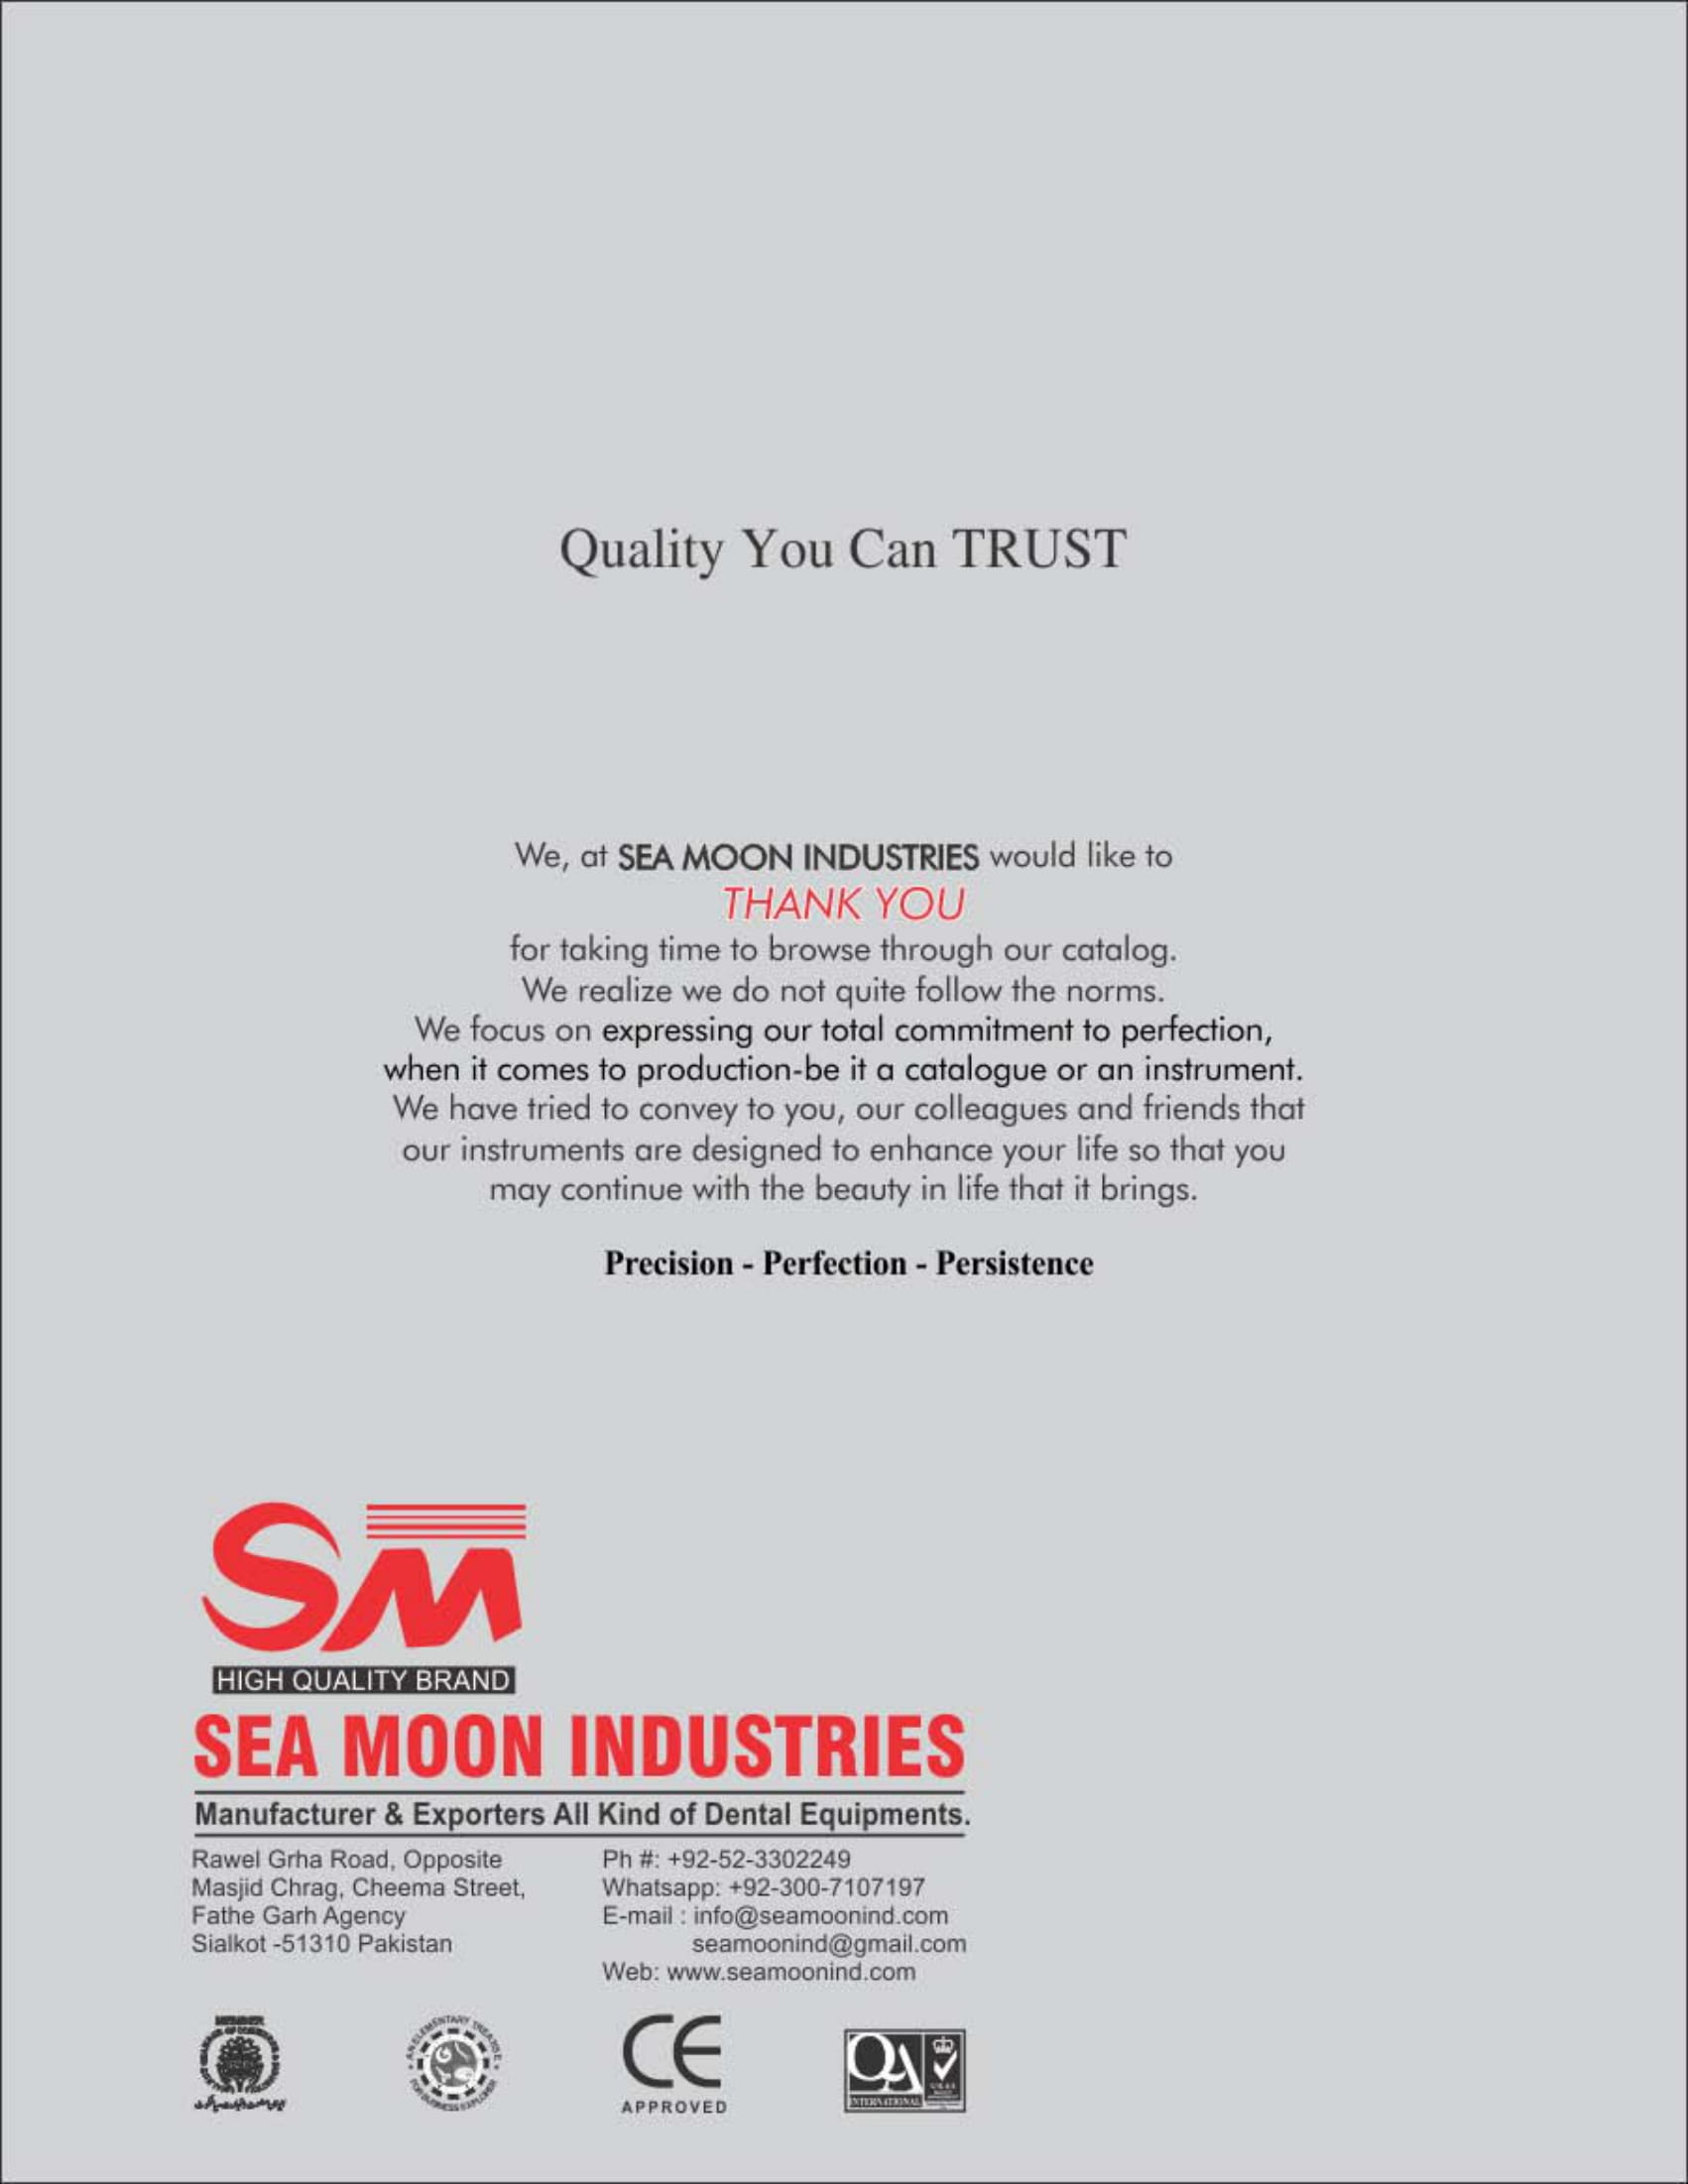 Quality You Can TRUST
We, at SEA MOON INDUSTRIES would like to
THANK YOU
for taking time to browse through our catalog.
We realize we do not quite follow the norms.
We focus on expressing our total commitment to perfection,
when it comes to production-be it a catalogue or an instrument.
We have tried to convey to you, our colleagues and friends that
our instruments are designed to enhance your life so that you
may continue with the beauty in life that it brings.
Precision - Perfection - Persistence
SM
HIGH QUALITY BRAND
SEA MOON INDUSTRIES
Manufacturer & Exporters All Kind of Dental Equipments.
Rawel Grha Road, Opposite
Masjid Chrag, Cheema Street,
Fathe Garh Agency
Sialkot -51310 Pakistan
Ph #: +92-52-3302249
Whatsapp: +92-300-7107197
E-mail : info@seamoonind.com
seamoonind@gmail.com
Web: www.seamoonind.com
MEMBER
AN ELEMENTARY TREATISE
FOR BUSINESS EXPLORER
CE
APPROVED
QA
INTERNATIONAL